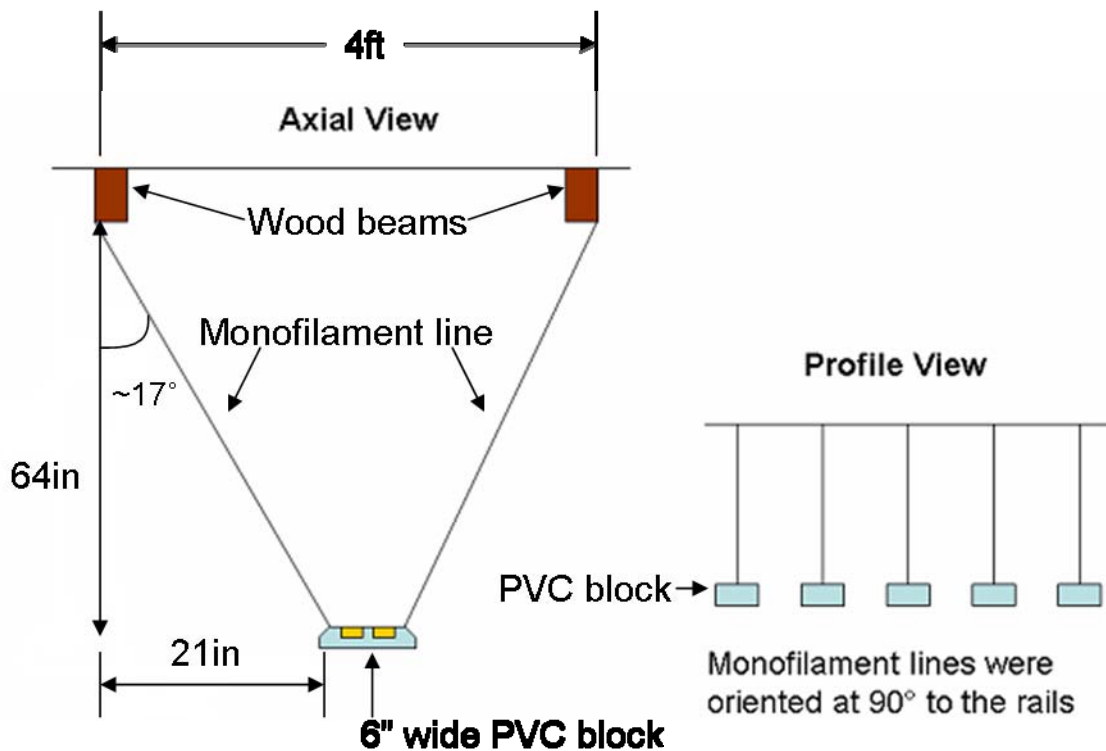 4ft
Axial View
Wood beams
Monofilament line
~17°
64in
21in
6" wide PVC block
Profile View
PVC block
Monofilament lines were
oriented at 90° to the rails